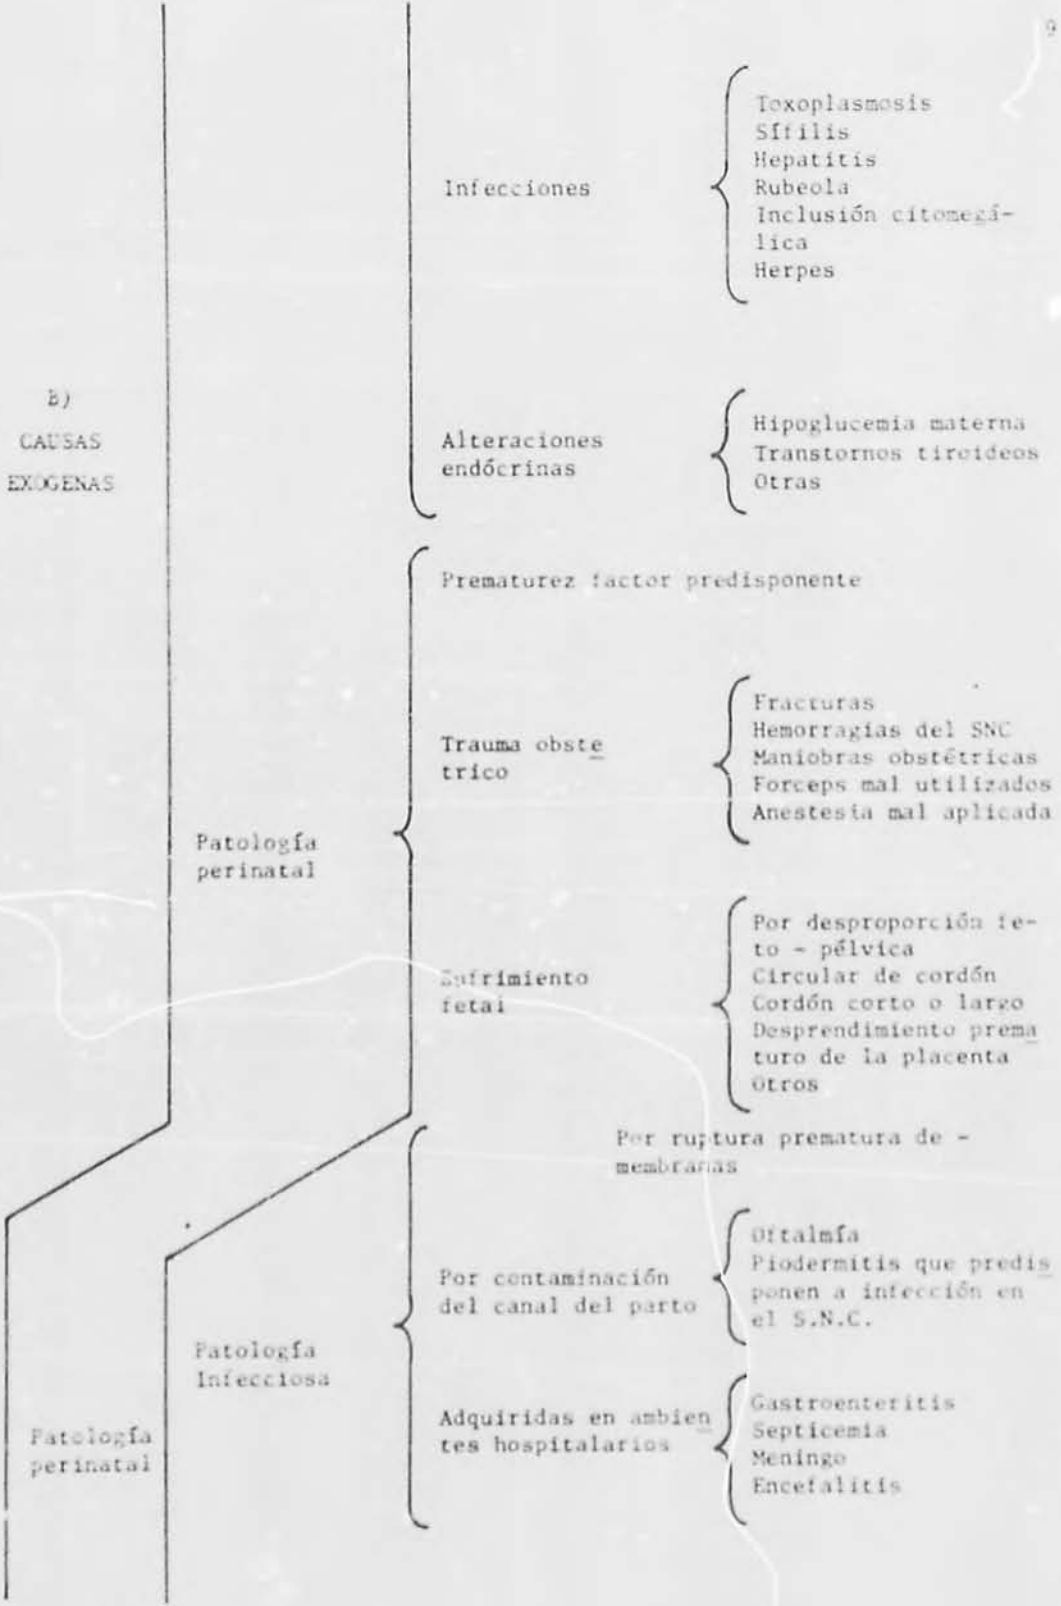 9
Infecciones
Toxoplasmosis
Sífilis
Hepatitis
Rubeola
Inclusión citomegá-
lica
Herpes
B)
CAUSAS
EXOGENAS
Alteraciones
endócrinas
Hipoglucemia materna
Transtornos tiroideos
Otras
Patología
perinatal
Prematurez factor predisponente
Trauma obste
trico
Fracturas
Hemorragias del SNC
Maniobras obstétricas
Forceps mal utilizados
Anestesia mal aplicada
Sufrimiento
fetal
Por desproporción fe-
to - pélvica
Circular de cordón
Cordón corto o largo
Desprendimiento prema
turo de la placenta
Otros
Patología
perinatal
Patología
Infecciosa
Por ruptura prematura de -
membranas
Por contaminación
del canal del parto
Oftalmía
Piodermitis que predis
ponen a infección en
el S.N.C.
Adquiridas en ambien
tes hospitalarios
Gastroenteritis
Septicemia
Meningo
Encefalitis